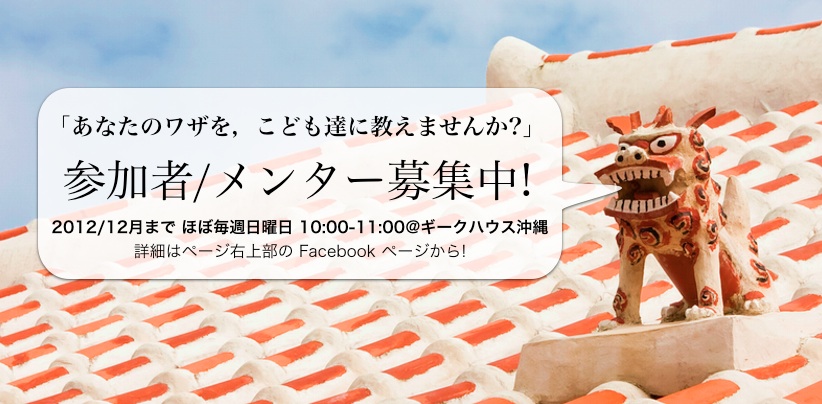 「あなたのワザを，こども達に教えませんか?」
参加者/メンター募集中!
2012/12月まで ほぼ毎週日曜日 10:00-11:00@ギークハウス沖縄
詳細はページ右上部の Facebook ページから!